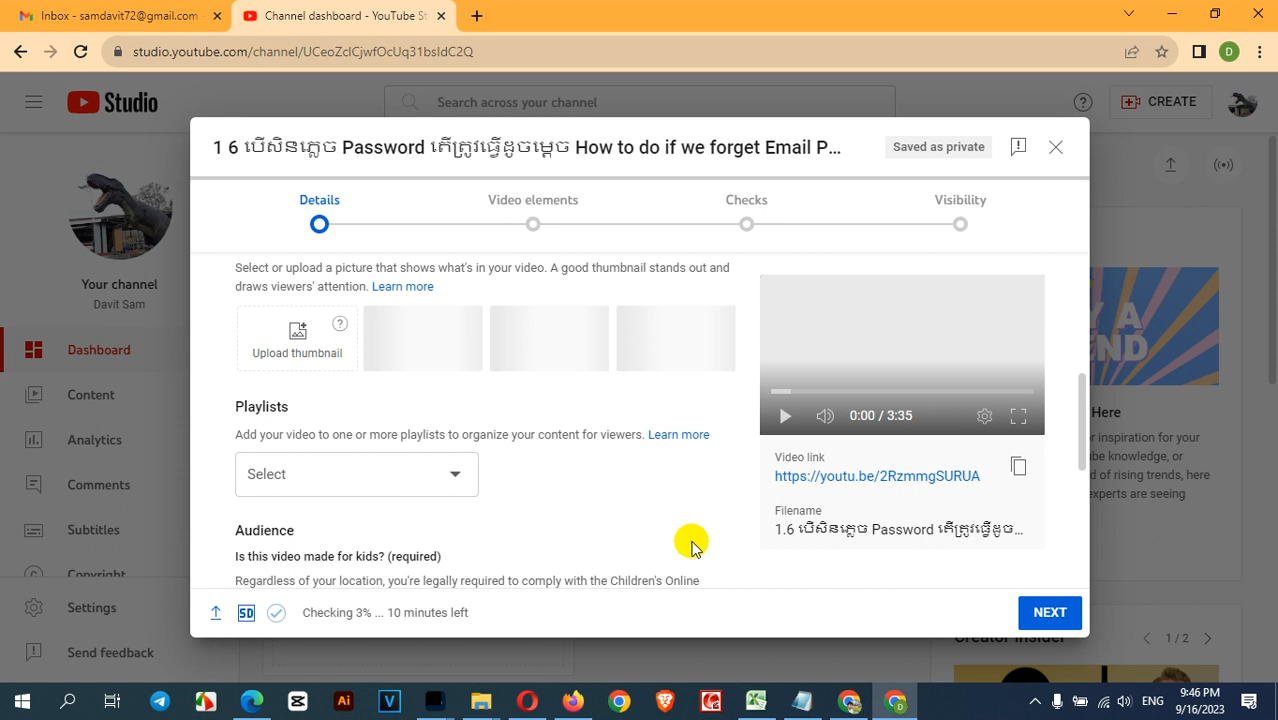 Inbox - samdavit72@gmail.com
Channel dashboard - YouTube St
studio.youtube.com/channel/UCeoZcICjwfOcUq31bsIdC2Q
D
Studio
Search across your channel
CREATE
1 6 បើសិនភ្លេច Password តើត្រូវធ្វើដូចម្តេច How to do if we forget Email P...
Saved as private
Details
Video elements
Checks
Visibility
Your channel
Davit Sam
Dashboard
Content
Analytics
Comments
Subtitles
Copyright
Settings
Send feedback
Select or upload a picture that shows what's in your video. A good thumbnail stands out and
draws viewers' attention. Learn more
Upload thumbnail
Playlists
Add your video to one or more playlists to organize your content for viewers. Learn more
Select
Audience
Is this video made for kids? (required)
Regardless of your location, you're legally required to comply with the Children's Online
0:00 / 3:35
Video link
https://youtu.be/2RzmmgSURUA
Filename
1.6 បើសិនភ្លេច Password តើត្រូវធ្វើដូច...
SD
Checking 3% ... 10 minutes left
NEXT
Y A
END
Here
or inspiration for your
be knowledge, or
d of rising trends, here
experts are seeing
Creator Insider
1 / 2
Ai
V
ENG
9:46 PM
9/16/2023